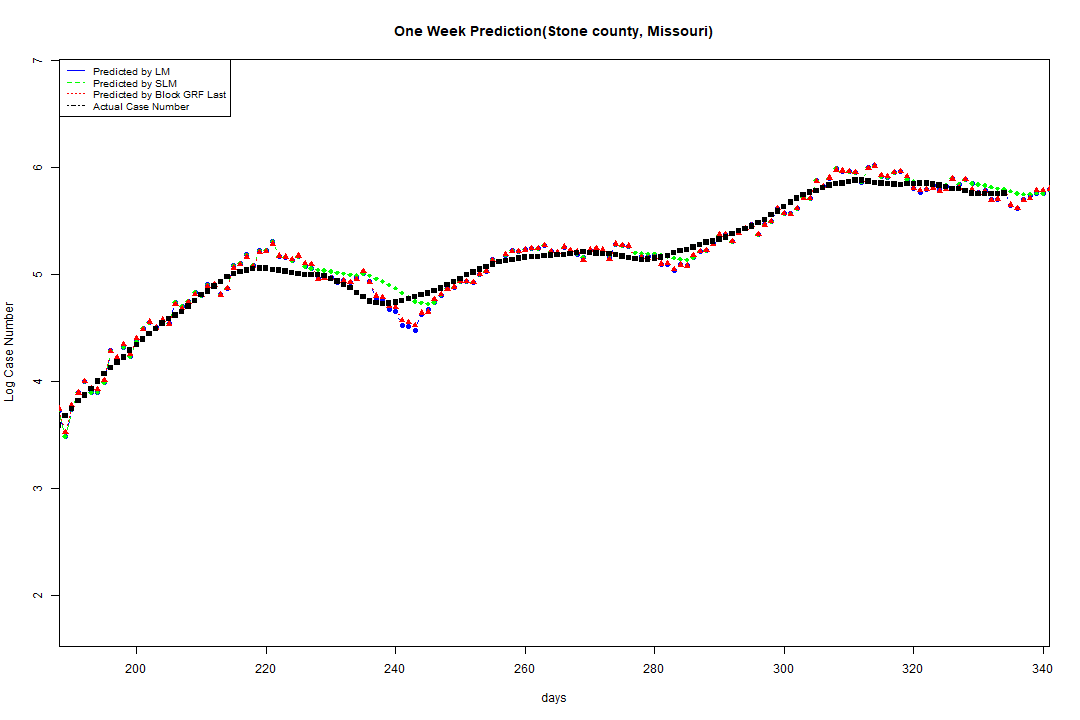 One Week Prediction(Stone county, Missouri)
7
Predicted by LM
Predicted by SLM
Predicted by Block GRF Last
Actual Case Number
6
5
4
3
2
Log Case Number
200 220 240 260 280 300 320 340
days